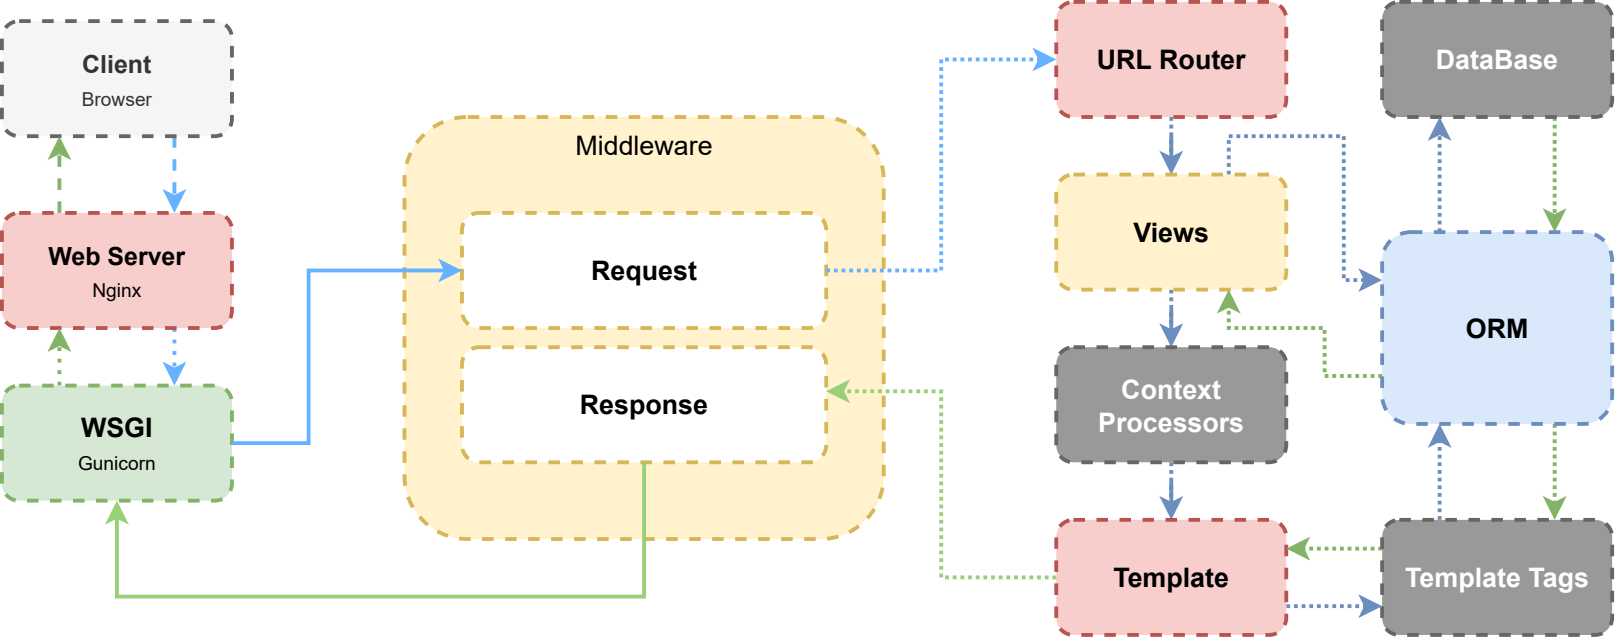 Client
Browser
Web Server
Nginx
WSGI
Gunicorn
Middleware
Request
Response
URL Router
Views
Context
Processors
Template
DataBase
ORM
Template Tags